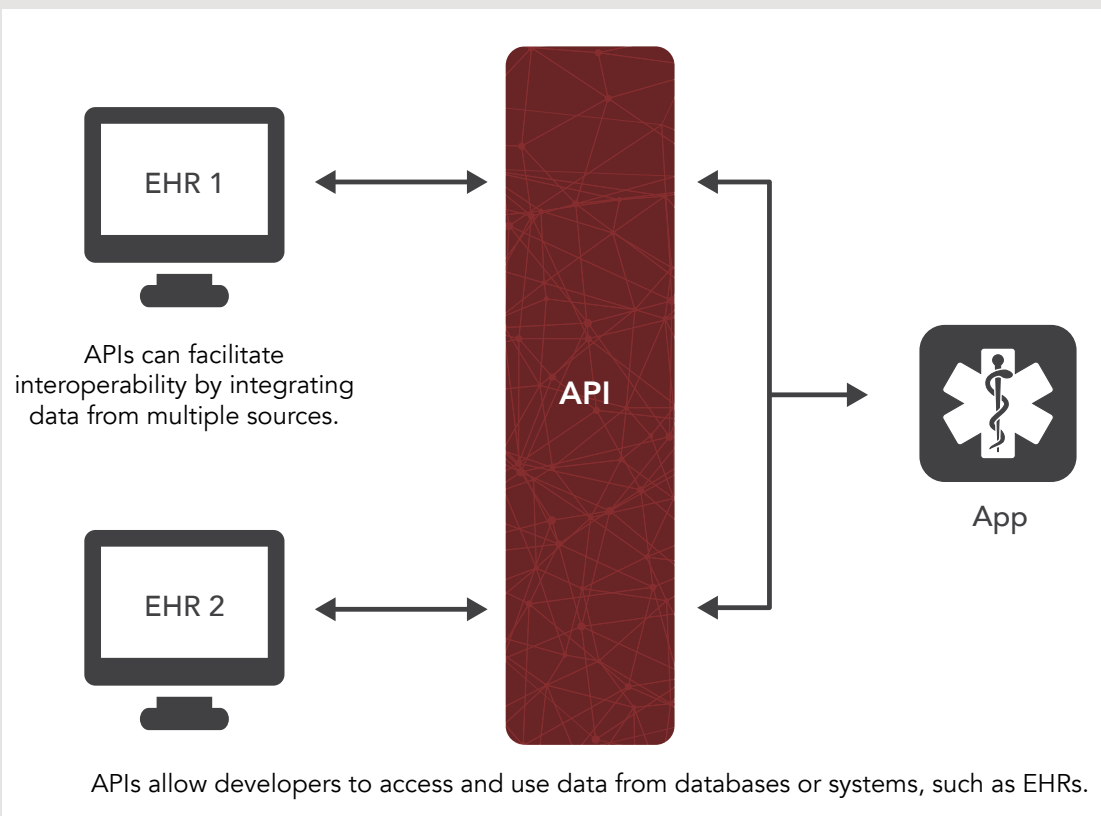 EHR 1
APIs can facilitate
interoperability by integrating
data from multiple sources.
API
App
EHR 2
APIs allow developers to access and use data from databases or systems, such as EHRs.